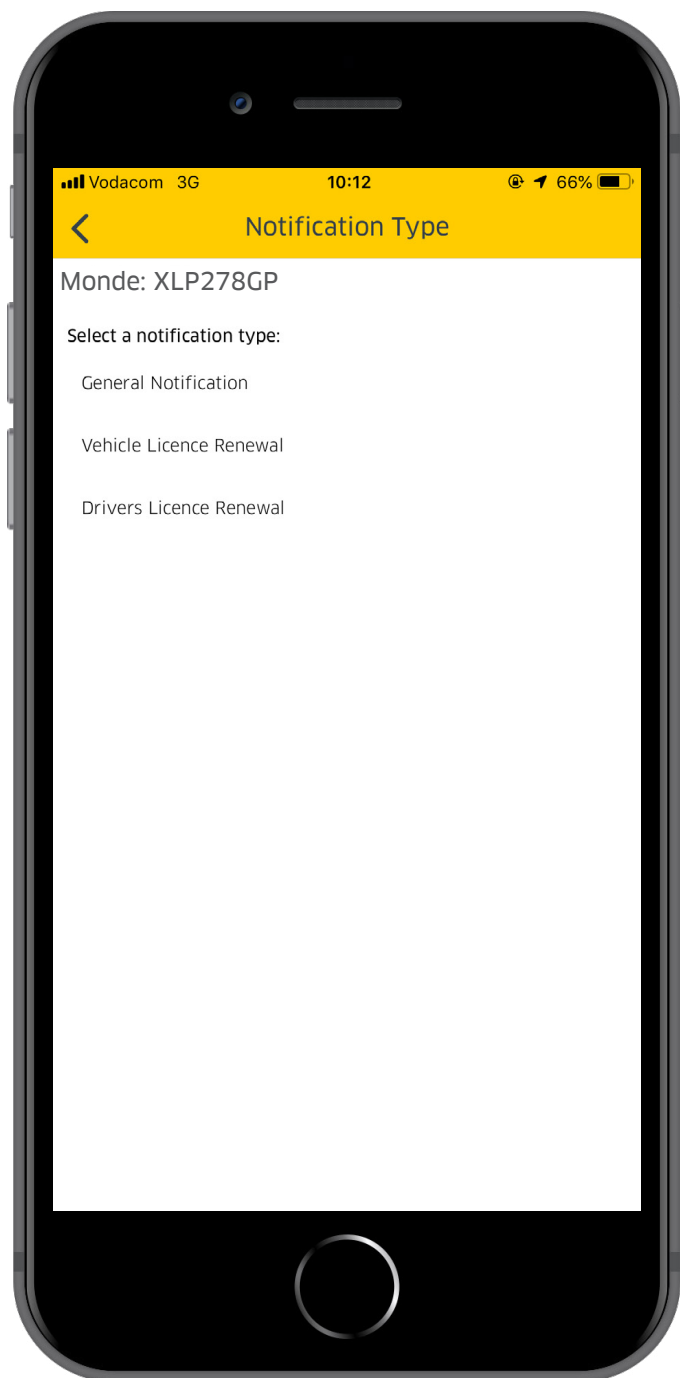 Vodacom 3G 10:12 66%
Notification Type
Monde: XLP278GP
Select a notification type:
General Notification
Vehicle Licence Renewal
Drivers Licence Renewal